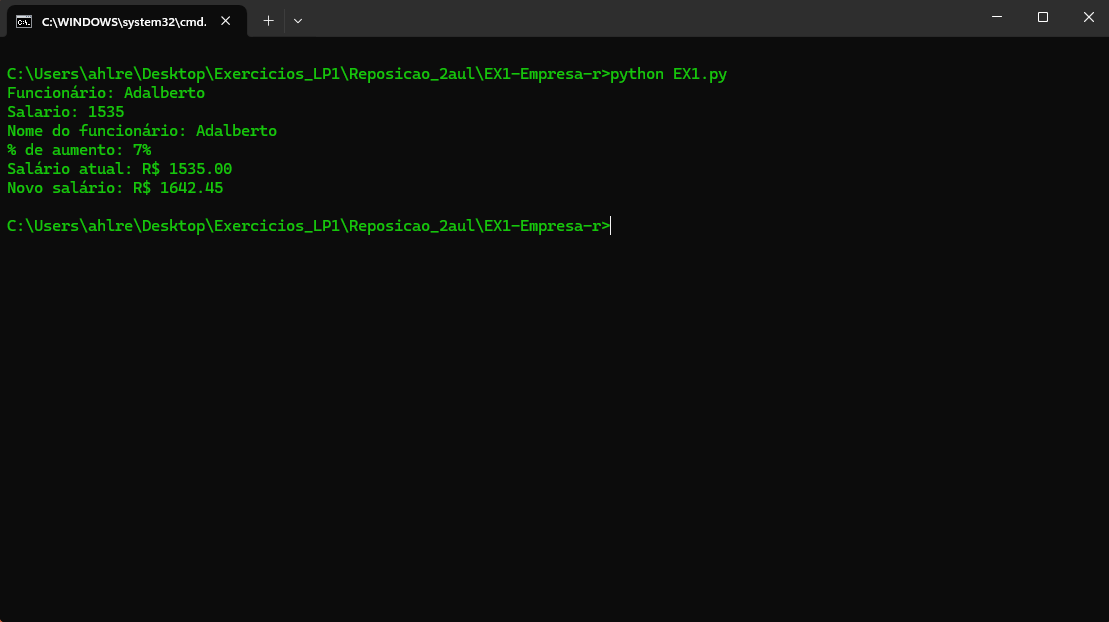 C:\WINDOWS\system32\cmd.
C:\Users\ahlre\Desktop\Exercicios_LP1\Reposicao_2aul\EX1-Empresa-r>python EX1.py
Funcionário: Adalberto
Salario: 1535
Nome do funcionário: Adalberto
% de aumento: 7%
Salário atual: R$ 1535.00
Novo salário: R$ 1642.45
C:\Users\ahlre\Desktop\Exercicios_LP1\Reposicao_2aul\EX1-Empresa-r>